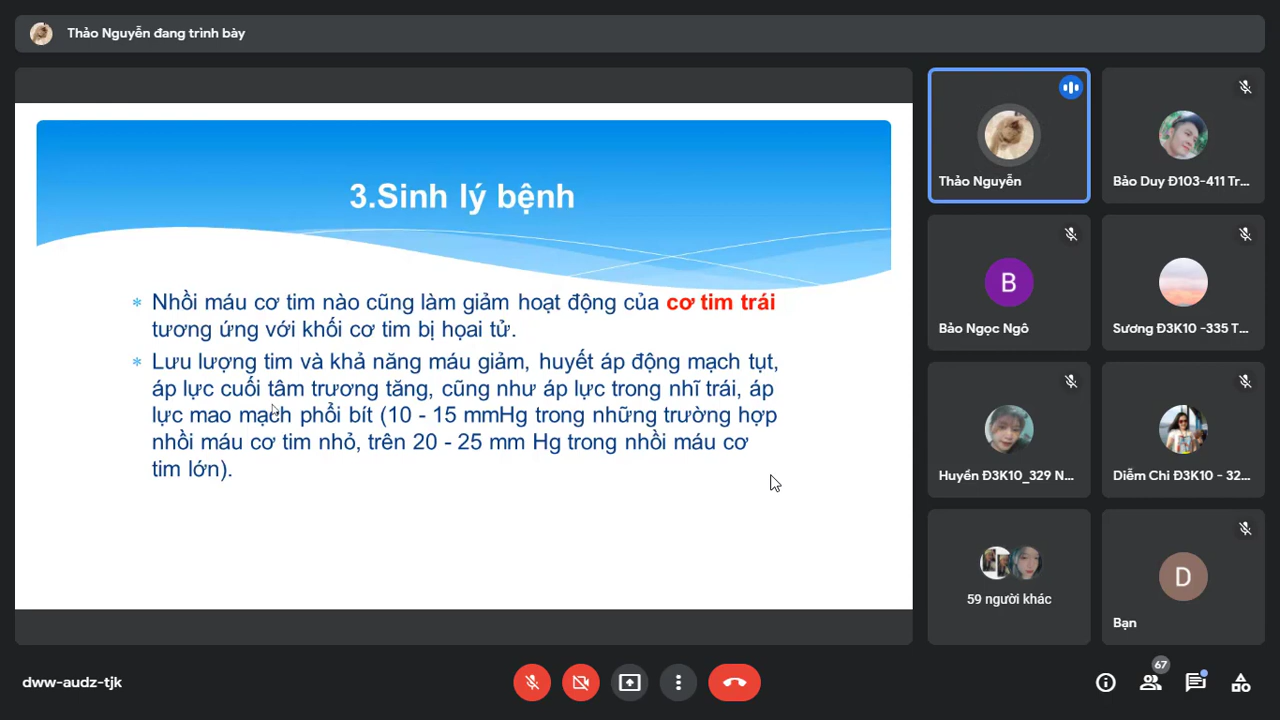 Thảo Nguyễn đang trình bày
3.Sinh lý bệnh
Nhồi máu cơ tim nào cũng làm giảm hoạt động của cơ tim trái
tương ứng với khối cơ tim bị họai tử.
Lưu lượng tim và khả năng máu giảm, huyết áp động mạch tụt,
áp lực cuối tâm trương tăng, cũng như áp lực trong nhĩ trái, áp
lực mao mạch phổi bít (10 - 15 mmHg trong những trường hợp
nhồi máu cơ tim nhỏ, trên 20 - 25 mm Hg trong nhồi máu cơ
tim lớn).
Thảo Nguyễn
Bảo Duy Đ103-411 Tr...
B
Bảo Ngọc Ngô
Sương Đ3K10 -335 T...
Huyền Đ3K10_329 N...
Diễm Chi Đ3K10 - 32...
59 người khác
D
Bạn
dww-audz-tjk
67